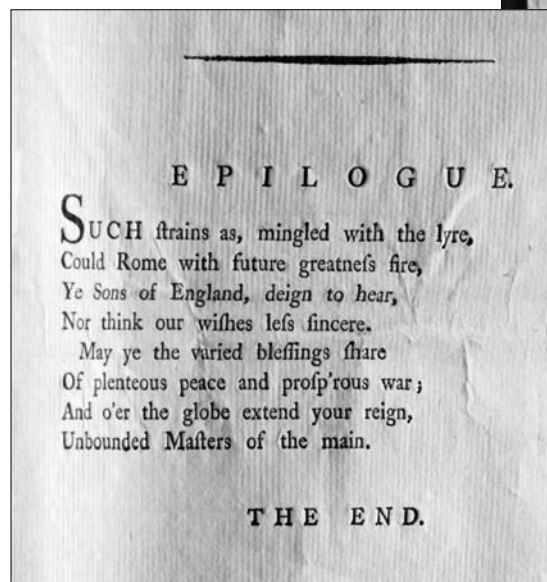 EPILOGUE.
SUCH ſtrains as, mingled with the lyre,
Could Rome with future greatneſs fire,
Ye Sons of England, deign to hear,
Nor think our wiſhes leſs ſincere.
May ye the varied bleſſings ſhare
Of plenteous peace and proſp'rous war;
And o'er the globe extend your reign,
Unbounded Maſters of the main.
THE END.